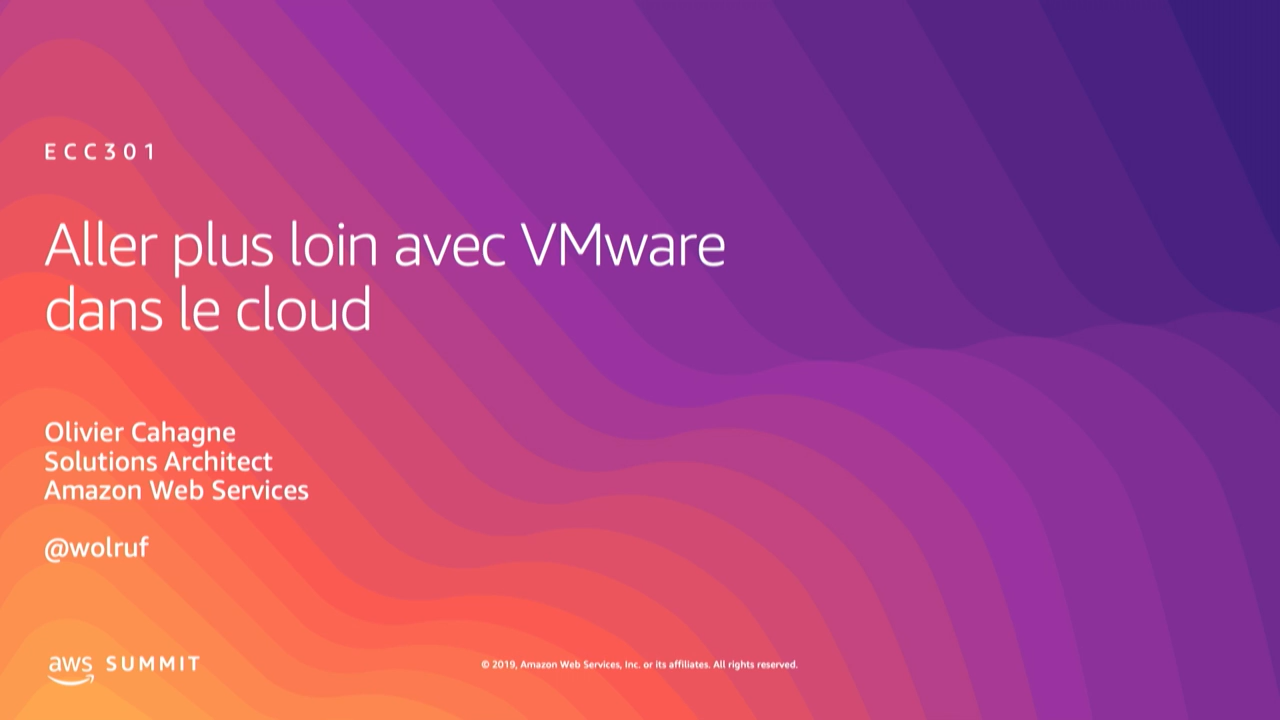 ECC301
Aller plus loin avec VMware
dans le cloud
Olivier Cahagne
Solutions Architect
Amazon Web Services
@wolruf
aws SUMMIT
© 2019, Amazon Web Services, Inc. or its affiliates. All rights reserved.